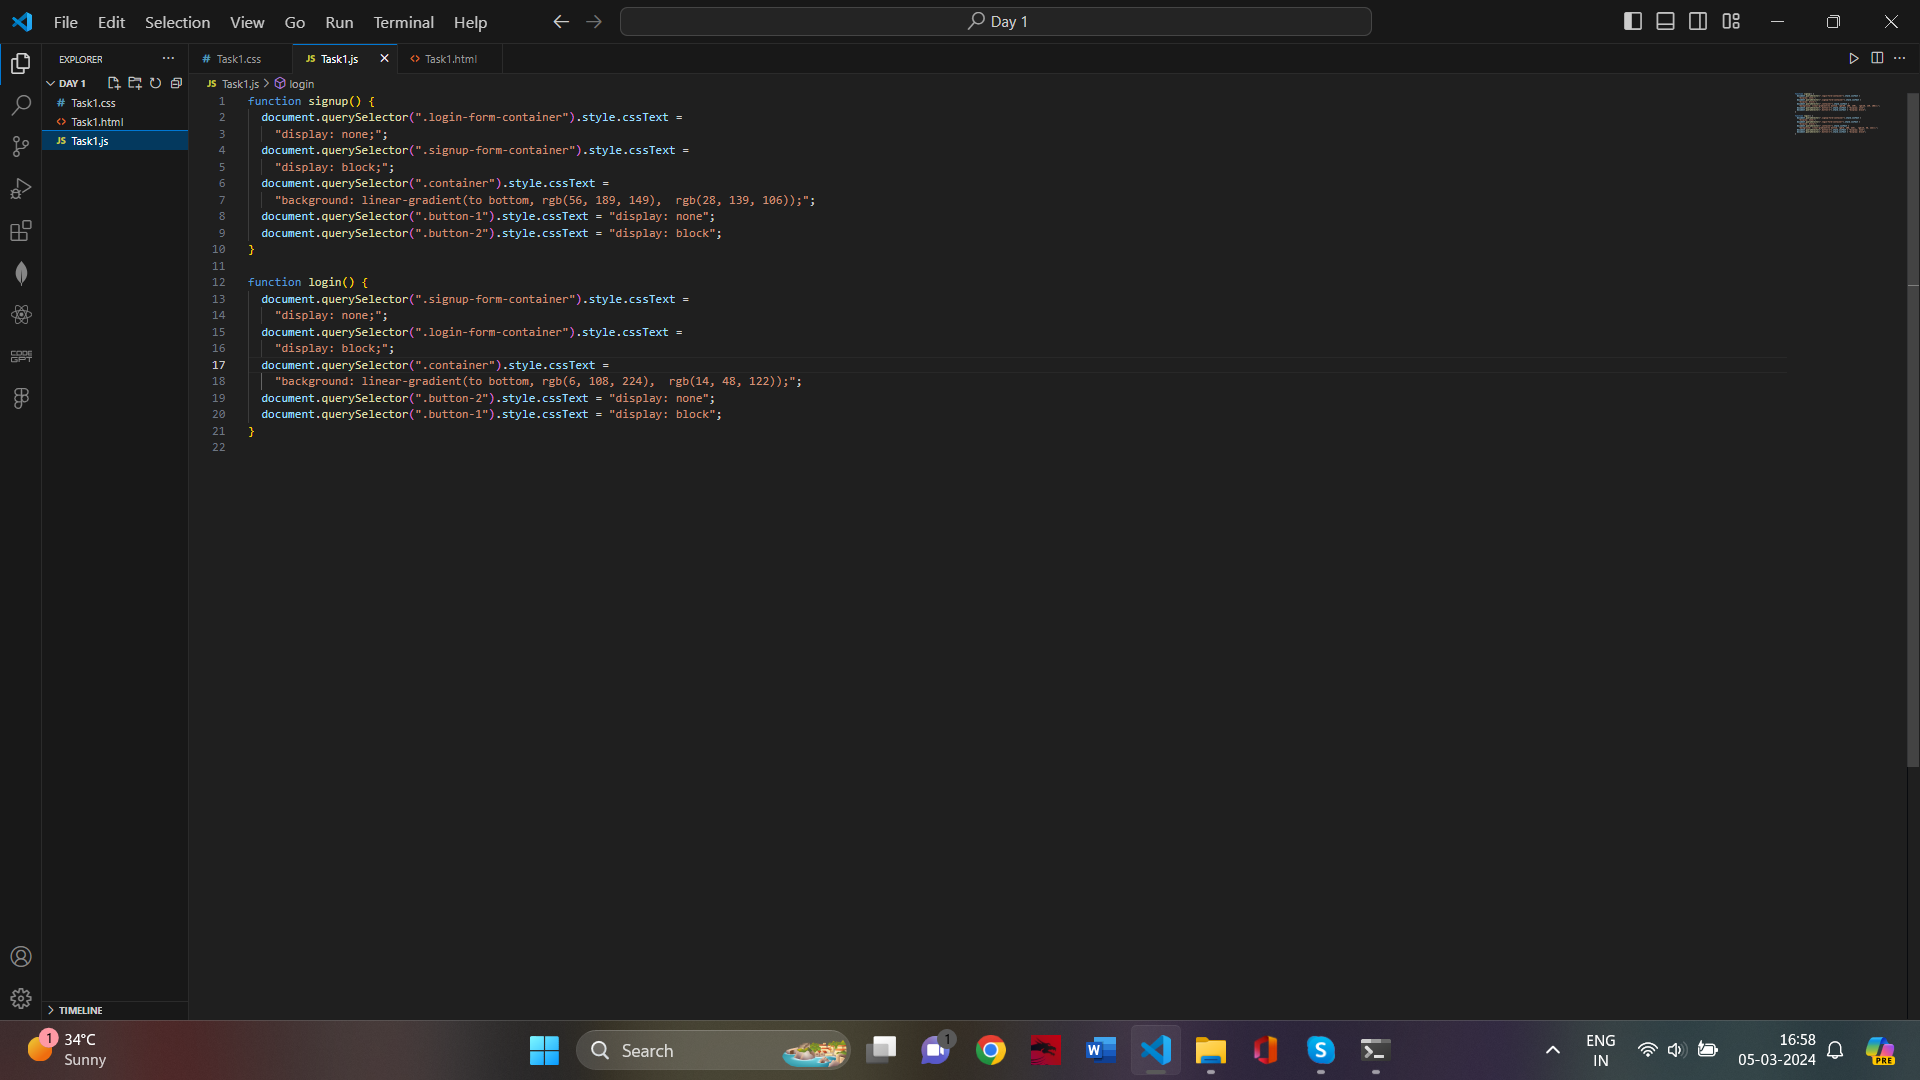 File Edit Selection View Go Run Terminal Help
Day 1
EXPLORER
DAY 1
# Task1.css
<> Task1.html
JS Task1.js
# Task1.css
JS Task1.js
<> Task1.html
JS Task1.js > login
1 function signup() {
2 document.querySelector(".login-form-container").style.cssText =
3 "display: none;";
4 document.querySelector(".signup-form-container").style.cssText =
5 "display: block;";
6 document.querySelector(".container").style.cssText =
7 "background: linear-gradient(to bottom, rgb(56, 189, 149),  rgb(28, 139, 106));";
8 document.querySelector(".button-1").style.cssText = "display: none";
9 document.querySelector(".button-2").style.cssText = "display: block";
10 }
11
12 function login() {
13 document.querySelector(".signup-form-container").style.cssText =
14 "display: none;";
15 document.querySelector(".login-form-container").style.cssText =
16 "display: block;";
17 document.querySelector(".container").style.cssText =
18 "background: linear-gradient(to bottom, rgb(6, 108, 224),  rgb(14, 48, 122));";
19 document.querySelector(".button-2").style.cssText = "display: none";
20 document.querySelector(".button-1").style.cssText = "display: block";
21 }
22
CODE
GPT
TIMELINE
1
34°C
Sunny
Search
1
W
S
ENG
IN
16:58
05-03-2024
PRE